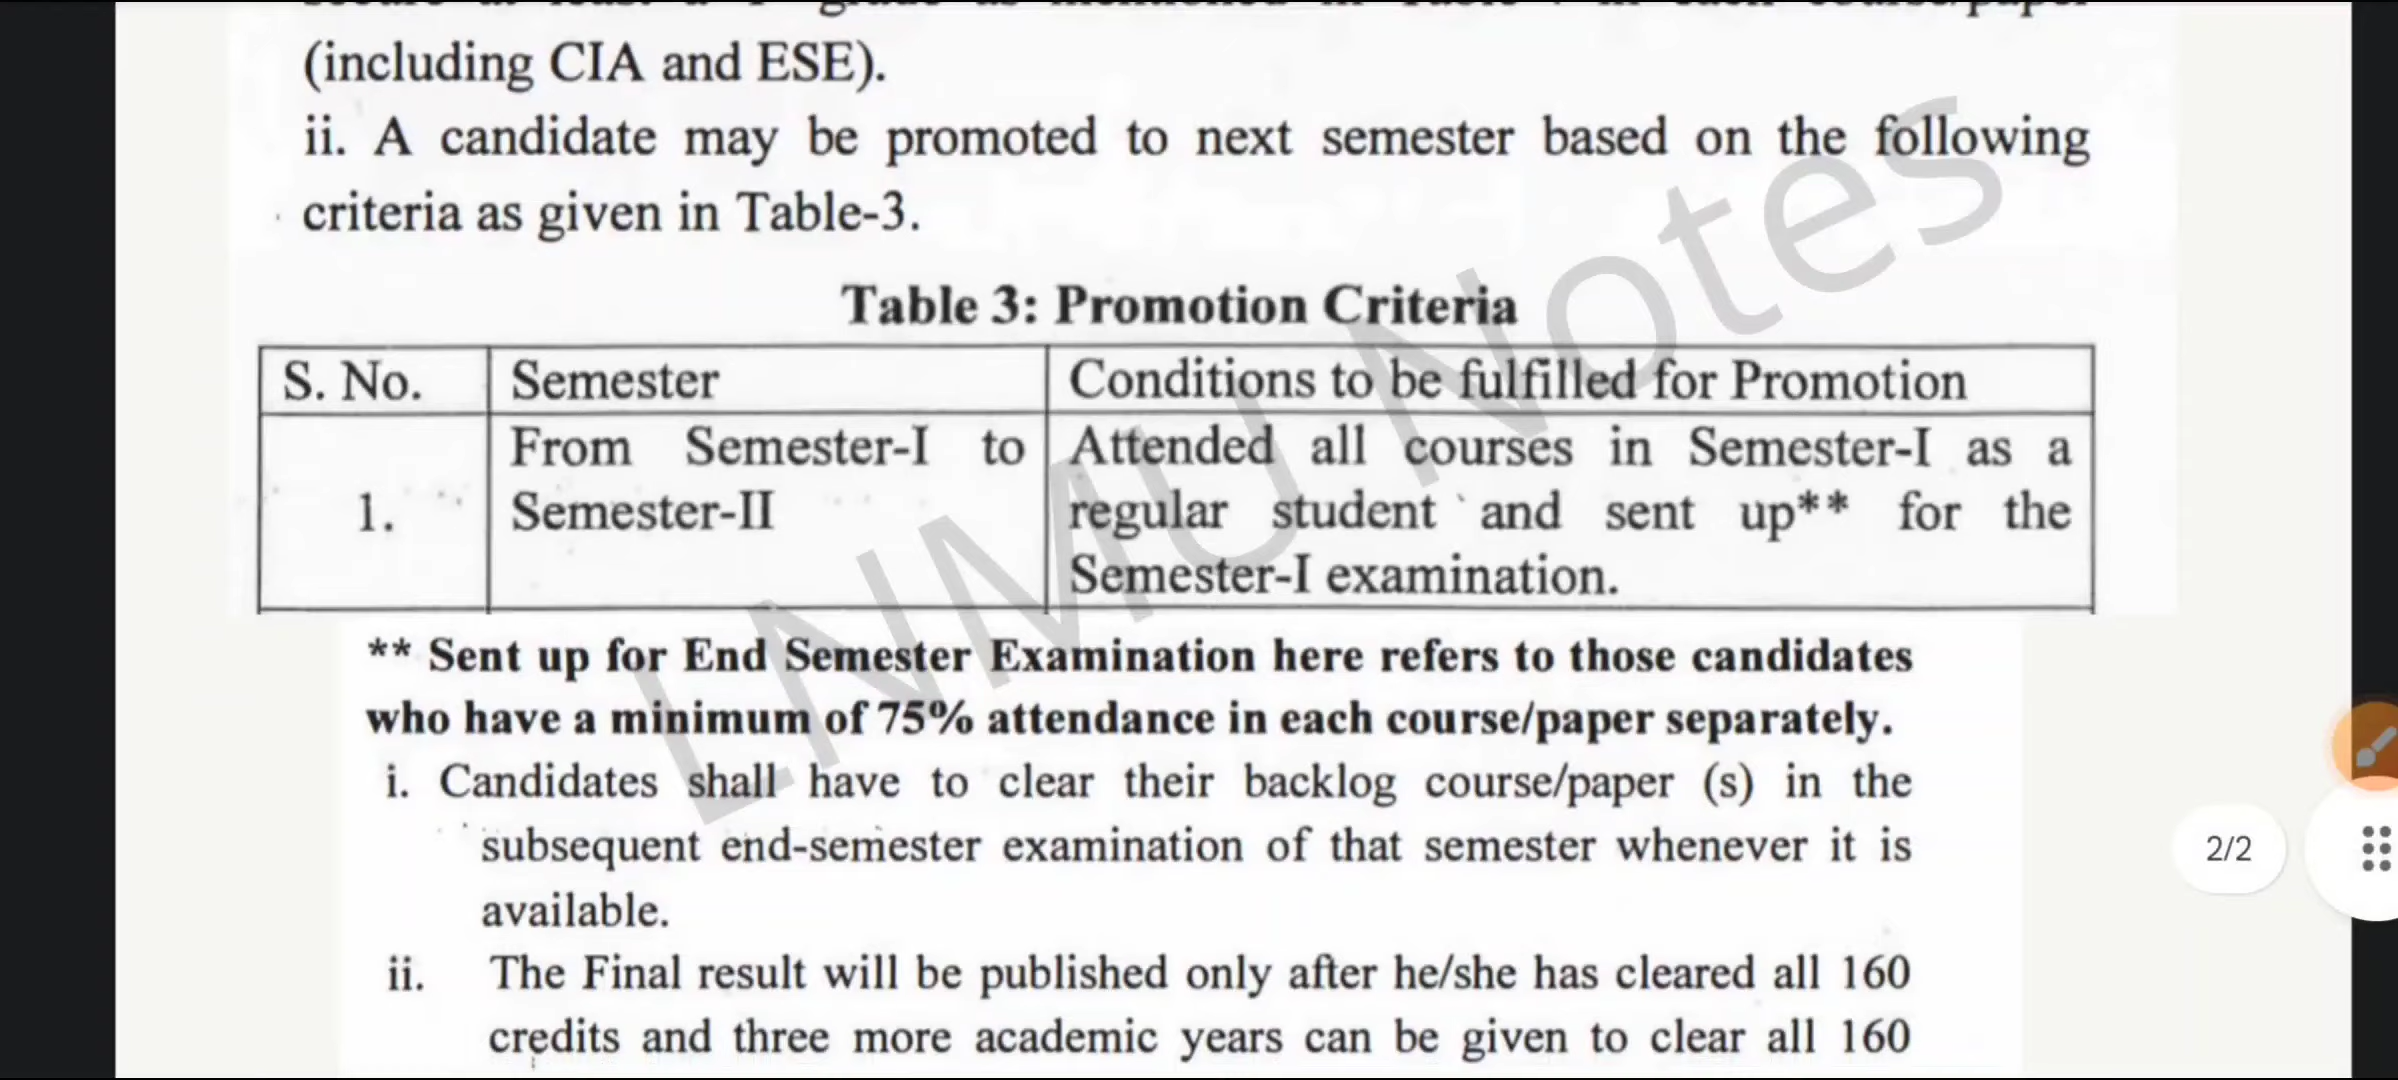 (including CIA and ESE).
ii. A candidate may be promoted to next semester based on the following
criteria as given in Table-3.
Table 3: Promotion Criteria
S. No. Semester Conditions to be fulfilled for Promotion
1. From Semester-I to Semester-II Attended all courses in Semester-I as a
regular student and sent up** for the
Semester-I examination.
** Sent up for End Semester Examination here refers to those candidates
who have a minimum of 75% attendance in each course/paper separately.
i. Candidates shall have to clear their backlog course/paper (s) in the
subsequent end-semester examination of that semester whenever it is
available.
ii. The Final result will be published only after he/she has cleared all 160
credits and three more academic years can be given to clear all 160
LNMU Notes
2/2